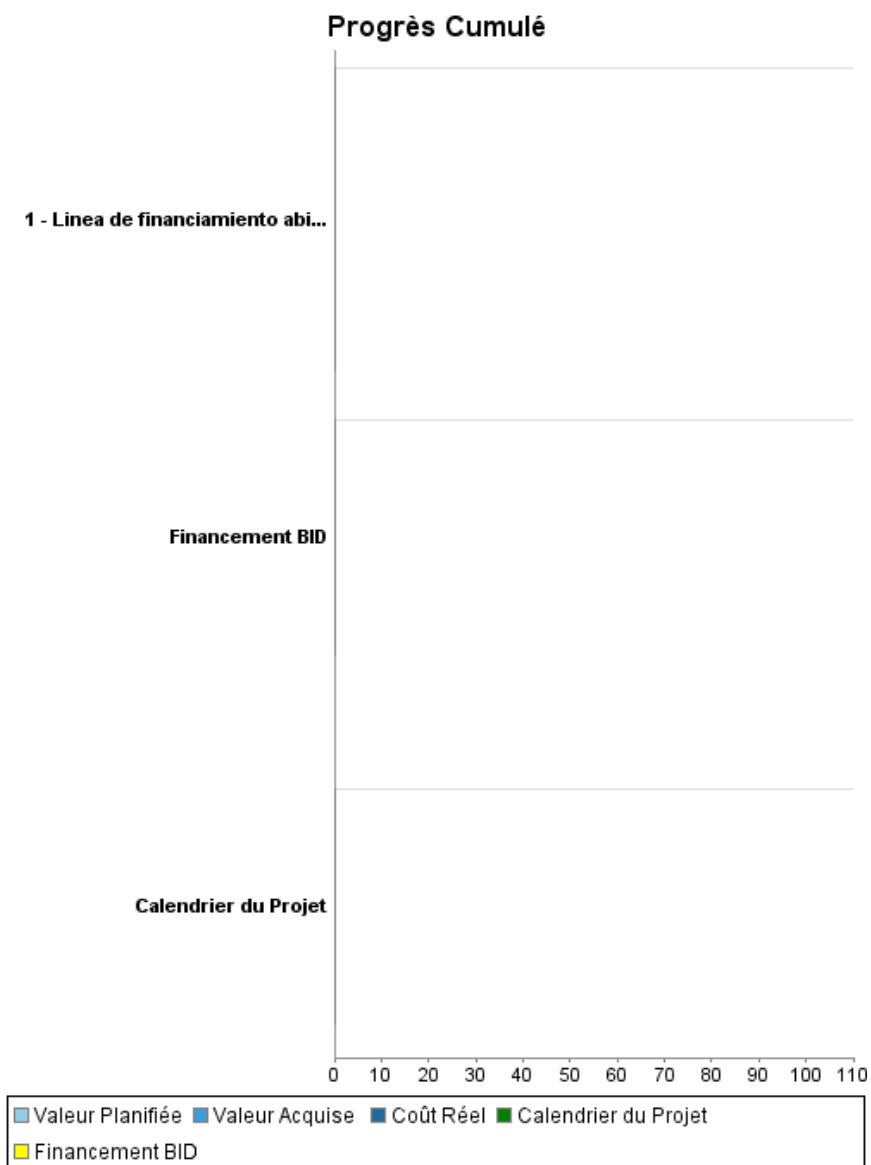 Progrès Cumulé
1 - Linea de financiamiento abi...
Financement BID
Calendrier du Projet
0 10 20 30 40 50 60 70 80 90 100 110
Valeur Planifiée Valeur Acquise Coût Réel Calendrier du Projet
Financement BID